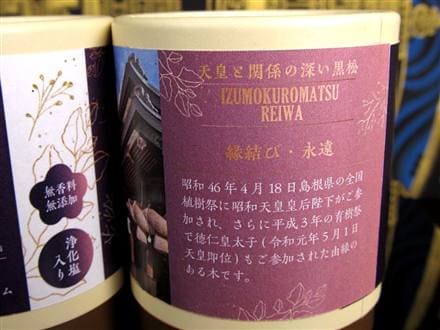 天皇と関係の深い黒松
IZUMOKUROMATSU
REIWA
縁結び・永遠
昭和46年4月18日島根県の全国
植樹祭に昭和天皇皇后陛下がご参
加され、さらに平成3年の育樹祭
で徳仁皇太子(令和元年5月1日
天皇即位)もご参加された由縁の
ある木です。
無香料
無添加
浄化塩
入り